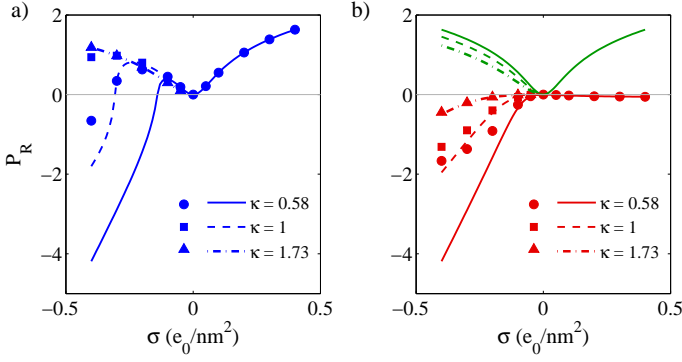 a)
b)
P_R
2
0
−2
−4
κ = 0.58
κ = 1
κ = 1.73
−0.5
0
0.5
σ (e_0/nm^2)
2
0
−2
−4
κ = 0.58
κ = 1
κ = 1.73
−0.5
0
0.5
σ (e_0/nm^2)